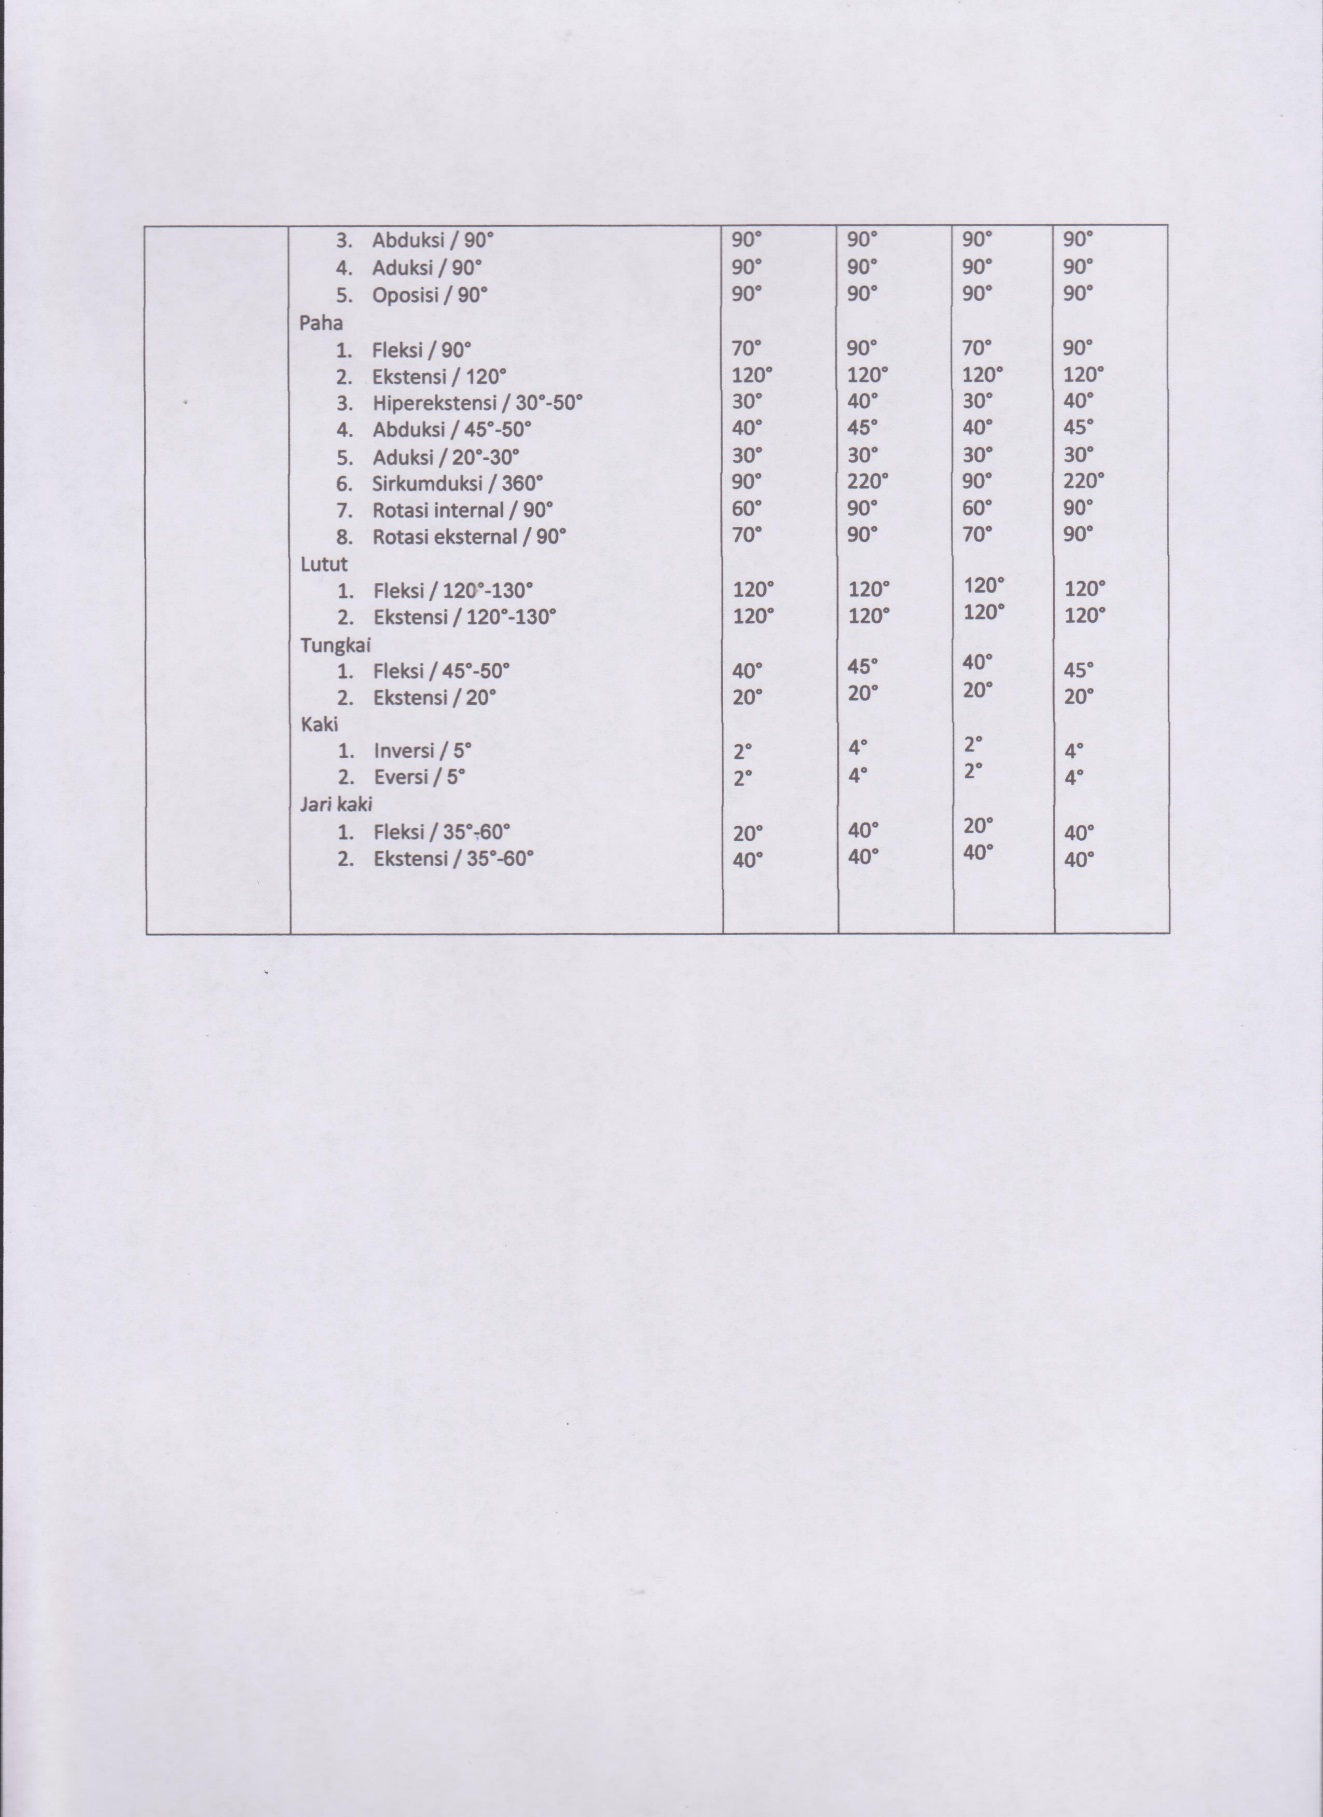 3. Abduksi / 90° 90° 90° 90° 90°
4. Aduksi / 90° 90° 90° 90° 90°
5. Oposisi / 90° 90° 90° 90° 90°
Paha
1. Fleksi / 90° 70° 90° 70° 90°
2. Ekstensi / 120° 120° 120° 120° 120°
3. Hiperekstensi / 30°-50° 30° 40° 30° 40°
4. Abduksi / 45°-50° 40° 45° 40° 45°
5. Aduksi / 20°-30° 30° 30° 30° 30°
6. Sirkumduksi / 360° 90° 220° 90° 220°
7. Rotasi internal / 90° 60° 90° 60° 90°
8. Rotasi eksternal / 90° 70° 90° 70° 90°
Lutut
1. Fleksi / 120°-130° 120° 120° 120° 120°
2. Ekstensi / 120°-130° 120° 120° 120° 120°
Tungkai
1. Fleksi / 45°-50° 40° 45° 40° 45°
2. Ekstensi / 20° 20° 20° 20° 20°
Kaki
1. Inversi / 5° 2° 4° 2° 4°
2. Eversi / 5° 2° 4° 2° 4°
Jari kaki
1. Fleksi / 35°-60° 20° 40° 20° 40°
2. Ekstensi / 35°-60° 40° 40° 40° 40°